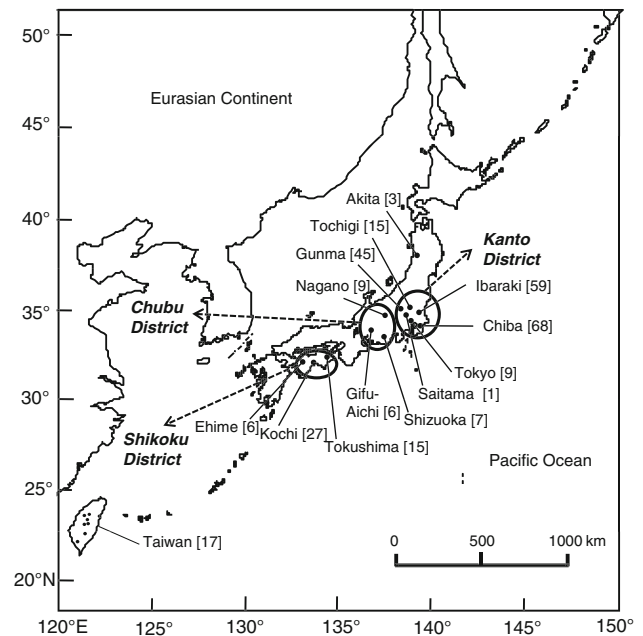 50°
Eurasian Continent
45°
40°
Akita [3]
Tochigi [15]
Gunma [45]
Kanto
District
Nagano [9]
Ibaraki [59]
35°
Chubu
District
Chiba [68]
Tokyo [9]
Saitama [1]
Gifu-
Aichi [6]
Shizuoka [7]
30°
Ehime [6]
Kochi [27]
Tokushima [15]
Shikoku
District
Pacific Ocean
25°
Taiwan [17]
0 500 1000 km
20°N
120°E 125° 130° 135° 140° 145° 150°